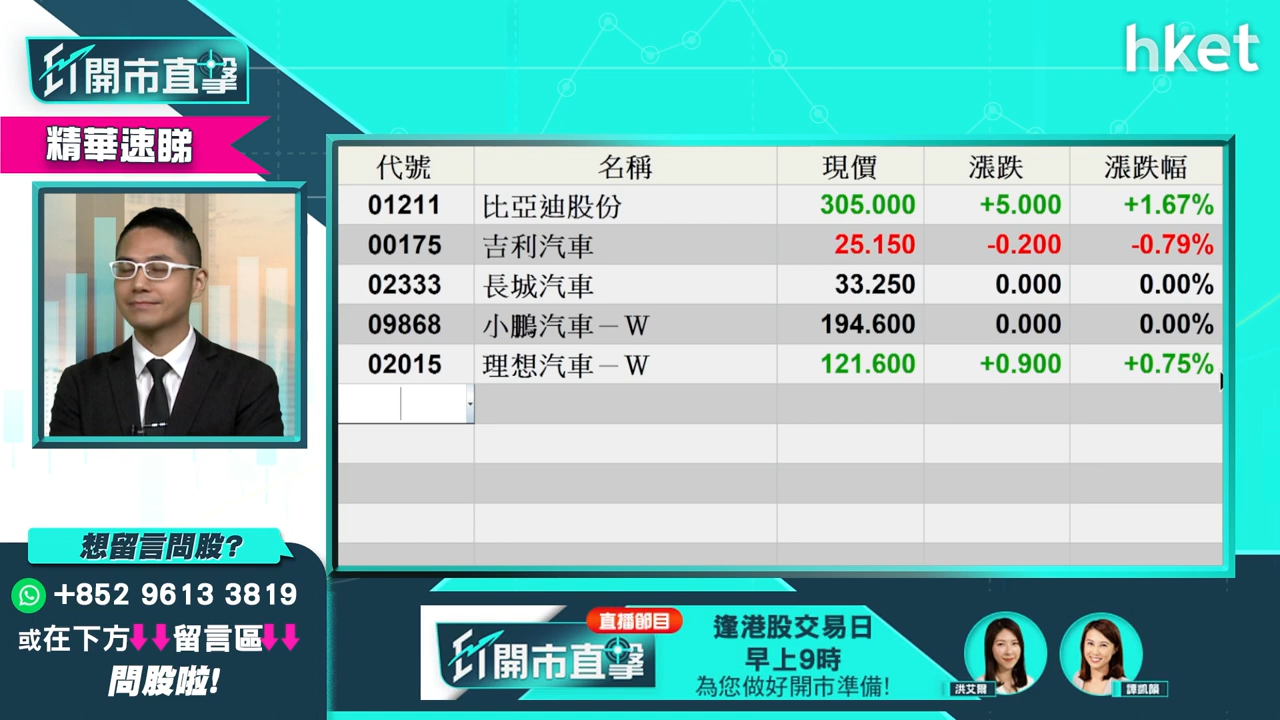 ET開市直擊
hket
精華速睇
代號 名稱 現價 漲跌 漲跌幅
01211 比亞迪股份 305.000 +5.000 +1.67%
00175 吉利汽車 25.150 -0.200 -0.79%
02333 長城汽車 33.250 0.000 0.00%
09868 小鵬汽車－W 194.600 0.000 0.00%
02015 理想汽車－W 121.600 +0.900 +0.75%
想留言問股?
+852 9613 3819
或在下方⬇⬇留言區⬇⬇
問股啦!
直播節目
ET開市直擊
逢港股交易日
早上9時
為您做好開市準備!
洪艾爾
譚凱陽